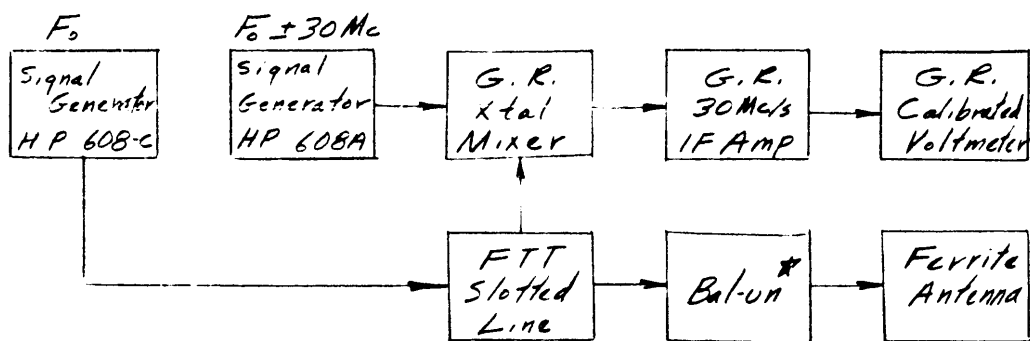 F₀
F₀ ± 30 Mc
Signal
Generator
HP 608-C
Signal
Generator
HP 608A
G. R.
Xtal
Mixer
G. R.
30 Mc/s
IF Amp
G. R.
Calibrated
Voltmeter
FTT
Slotted
Line
Bal-un*
Ferrite
Antenna